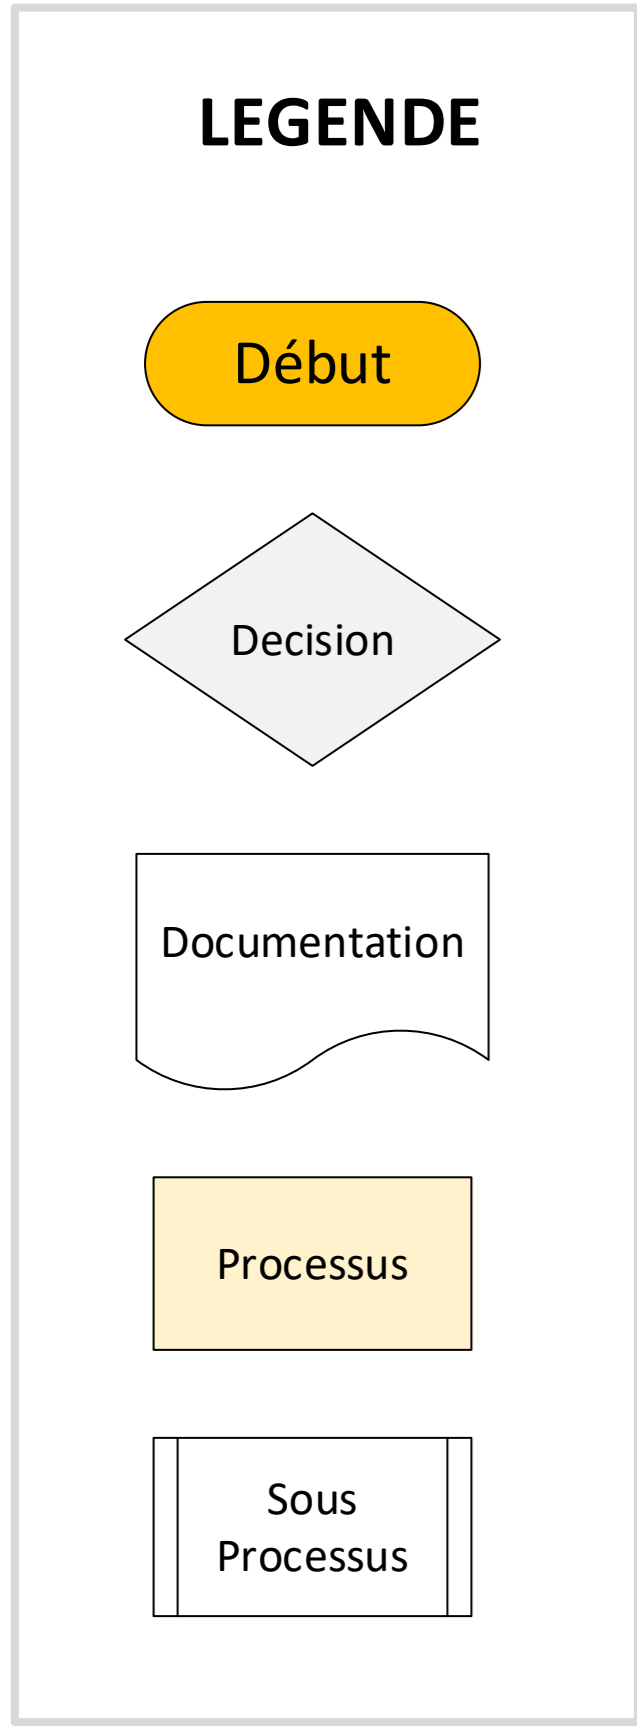 LEGENDE
Début
Decision
Documentation
Processus
Sous
Processus